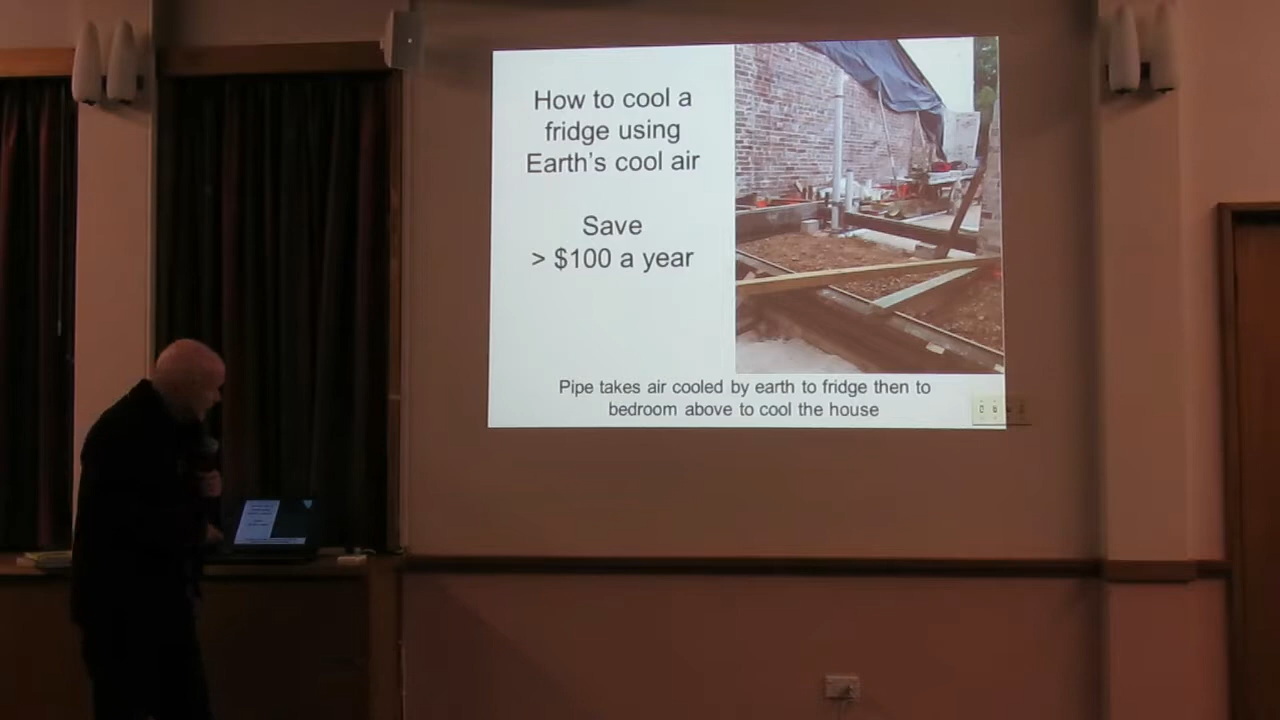 How to cool a
fridge using
Earth's cool air
Save
> $100 a year
Pipe takes air cooled by earth to fridge then to
bedroom above to cool the house